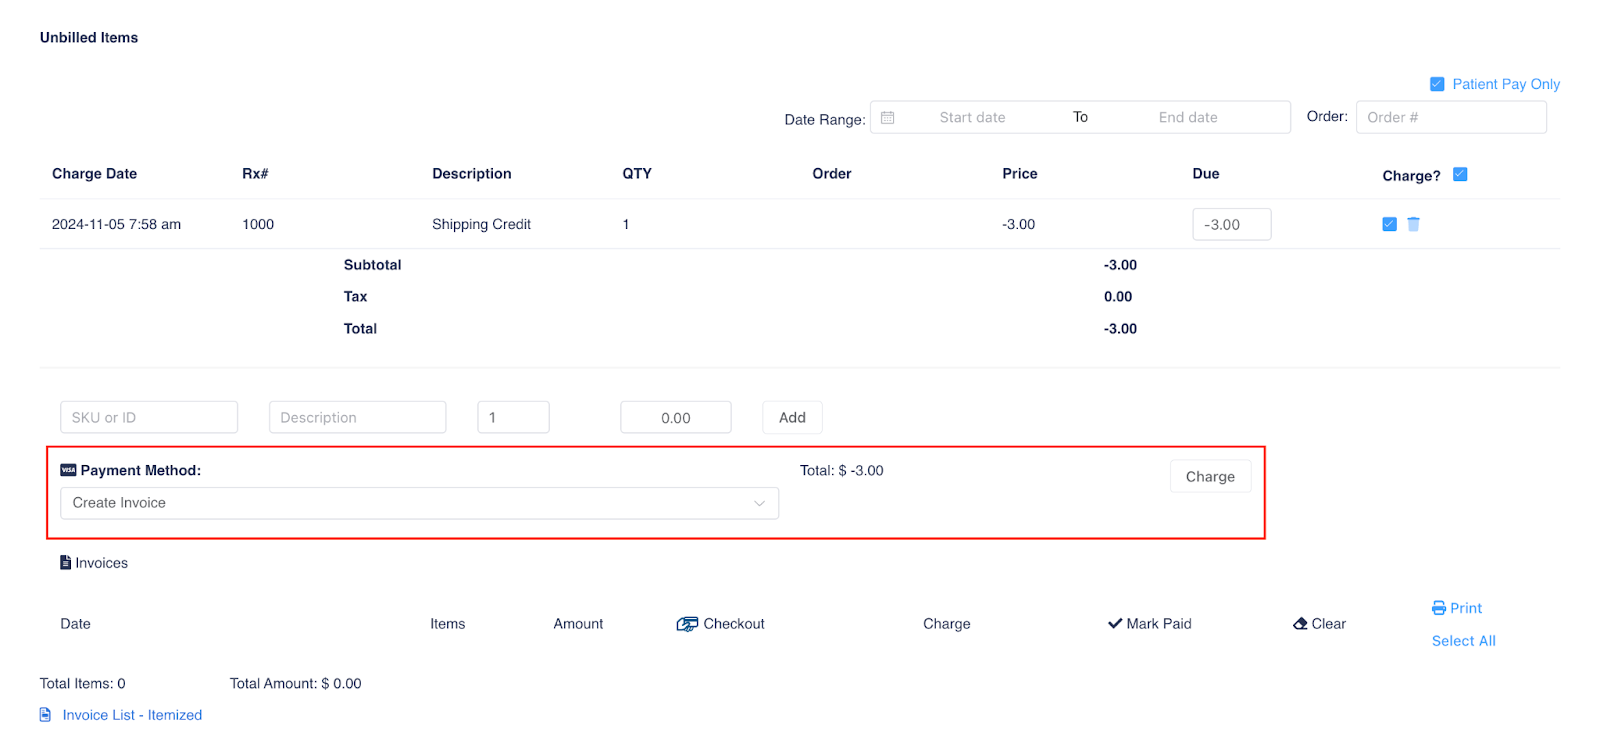 Unbilled Items
Patient Pay Only
Date Range: Start date To End date Order: Order #
Charge Date Rx# Description QTY Order Price Due Charge?
2024-11-05 7:58 am 1000 Shipping Credit 1 -3.00 -3.00
Subtotal -3.00
Tax 0.00
Total -3.00
SKU or ID Description 1 0.00 Add
VISA Payment Method: Total: $ -3.00 Charge
Create Invoice
Invoices
Date Items Amount Checkout Charge Mark Paid Clear Print
Select All
Total Items: 0 Total Amount: $ 0.00
Invoice List - Itemized